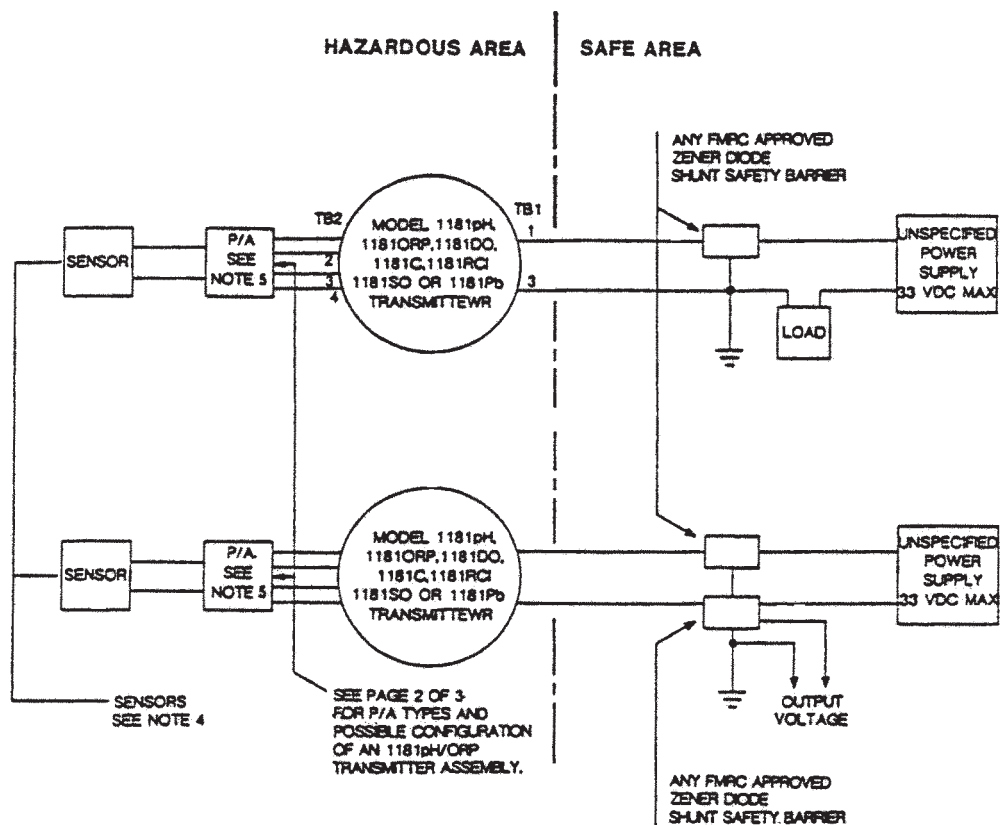 HAZARDOUS AREA
SAFE AREA
ANY FMRC APPROVED
ZENER DIODE
SHUNT SAFETY BARRIER
TB2
TB1
SENSOR
P/A
SEE
NOTE 5
2
3
4
MODEL 1181pH,
1181ORP,1181DO,
1181C,1181RCI
1181SO OR 1181Pb
TRANSMITTEWR
1
3
UNSPECIFIED
POWER
SUPPLY
33 VDC MAX
LOAD
SENSOR
P/A
SEE
NOTE 5
MODEL 1181pH,
1181ORP,1181DO,
1181C,1181RCI
1181SO OR 1181Pb
TRANSMITTEWR
UNSPECIFIED
POWER
SUPPLY
33 VDC MAX
SENSORS
SEE NOTE 4
SEE PAGE 2 OF 3
FOR P/A TYPES AND
POSSIBLE CONFIGURATION
OF AN 1181pH/ORP
TRANSMITTER ASSEMBLY.
OUTPUT
VOLTAGE
ANY FMRC APPROVED
ZENER DIODE
SHUNT SAFETY BARRIER